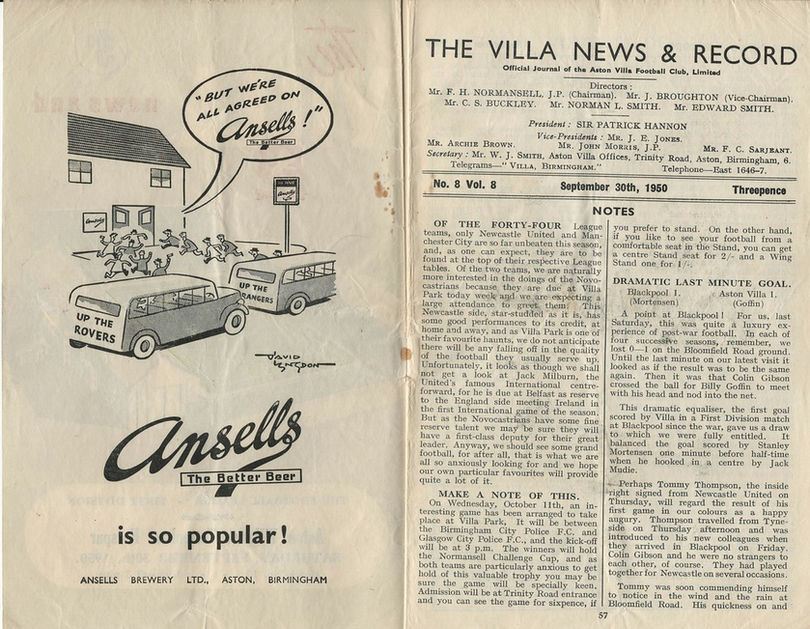 "BUT WE'RE
ALL AGREED ON
Ansells!"
The Better Beer
Ansells
Ansells
UP THE
ROVERS
UP THE
RANGERS
DAVID
LANGDON
Ansells
The Better Beer
is so popular!
ANSELLS BREWERY LTD., ASTON, BIRMINGHAM
THE VILLA NEWS & RECORD
Official Journal of the Aston Villa Football Club, Limited
Directors:
Mr. F. H. NORMANSELL, J.P. (Chairman). Mr. J. BROUGHTON (Vice-Chairman).
Mr. C. S. BUCKLEY. Mr. NORMAN L. SMITH. Mr. EDWARD SMITH.
President: SIR PATRICK HANNON
Vice-Presidents: Mr. J. E. JONES.
Mr. ARCHIE BROWN. Mr. JOHN MORRIS, J.P. Mr. F. C. SARJEANT.
Secretary: Mr. W. J. SMITH, Aston Villa Offices, Trinity Road, Aston, Birmingham, 6.
Telegrams—" VILLA, BIRMINGHAM." Telephone—East 1646-7.
No. 8 Vol. 8 September 30th, 1950 Threepence
NOTES
OF THE FORTY-FOUR League
teams, only Newcastle United and Man-
chester City are so far unbeaten this season,
and, as one can expect, they are to be
found at the top of their respective League
tables. Of the two teams, we are naturally
more interested in the doings of the Novo-
castrians because they are due at Villa
Park today week and we are expecting a
large attendance to greet them. This
Newcastle side, star-studded as it is, has
some good performances to its credit, at
home and away, and as Villa Park is one of
their favourite haunts, we do not anticipate
there will be any falling off in the quality
of the football they usually serve up.
Unfortunately, it looks as though we shall
not get a look at Jack Milburn, the
United's famous International centre-
forward, for he is due at Belfast as reserve
to the England side meeting Ireland in
the first International game of the season.
But as the Novocastrians have some fine
reserve talent we may be sure they will
have a first-class deputy for their great
leader. Anyway, we should see some grand
football, for after all, that is what we are
all so anxiously looking for and we hope
our own particular favourites will provide
quite a lot of it.
MAKE A NOTE OF THIS.
On Wednesday, October 11th, an in-
teresting game has been arranged to take
place at Villa Park. It will be between
the Birmingham City Police F.C. and
Glasgow City Police F.C., and the kick-off
will be at 3 p.m. The winners will hold
the Normansell Challenge Cup, and as
both teams are particularly anxious to get
hold of this valuable trophy you may be
sure the game will be specially keen.
Admission will be at Trinity Road entrance
and you can see the game for sixpence, if
you prefer to stand. On the other hand,
if you like to see your football from a
comfortable seat in the Stand, you can get
a centre Stand seat for 2/- and a Wing
Stand one for 1/-.
DRAMATIC LAST MINUTE GOAL.
Blackpool 1. Aston Villa 1.
(Mortensen) (Goffin)
A point at Blackpool! For us, last
Saturday, this was quite a luxury ex-
perience of post-war football. In each of
four successive seasons, remember, we
lost 0—1 on the Bloomfield Road ground.
Until the last minute on our latest visit it
looked as if the result was to be the same
again. Then it was that Colin Gibson
crossed the ball for Billy Goffin to meet
with his head and nod into the net.
This dramatic equaliser, the first goal
scored by Villa in a First Division match
at Blackpool since the war, gave us a draw
to which we were fully entitled. It
balanced the goal scored by Stanley
Mortensen one minute before half-time
when he hooked in a centre by Jack
Mudie.
Perhaps Tommy Thompson, the inside
right signed from Newcastle United on
Thursday, will regard the result of his
first game in our colours as a happy
augury. Thompson travelled from Tyne-
side on Thursday afternoon and was
introduced to his new colleagues when
they arrived in Blackpool on Friday.
Colin Gibson and he were no strangers to
each other, of course. They had played
together for Newcastle on several occasions.
Tommy was soon commending himself
to notice in the wind and the rain at
Bloomfield Road. His quickness on and
57